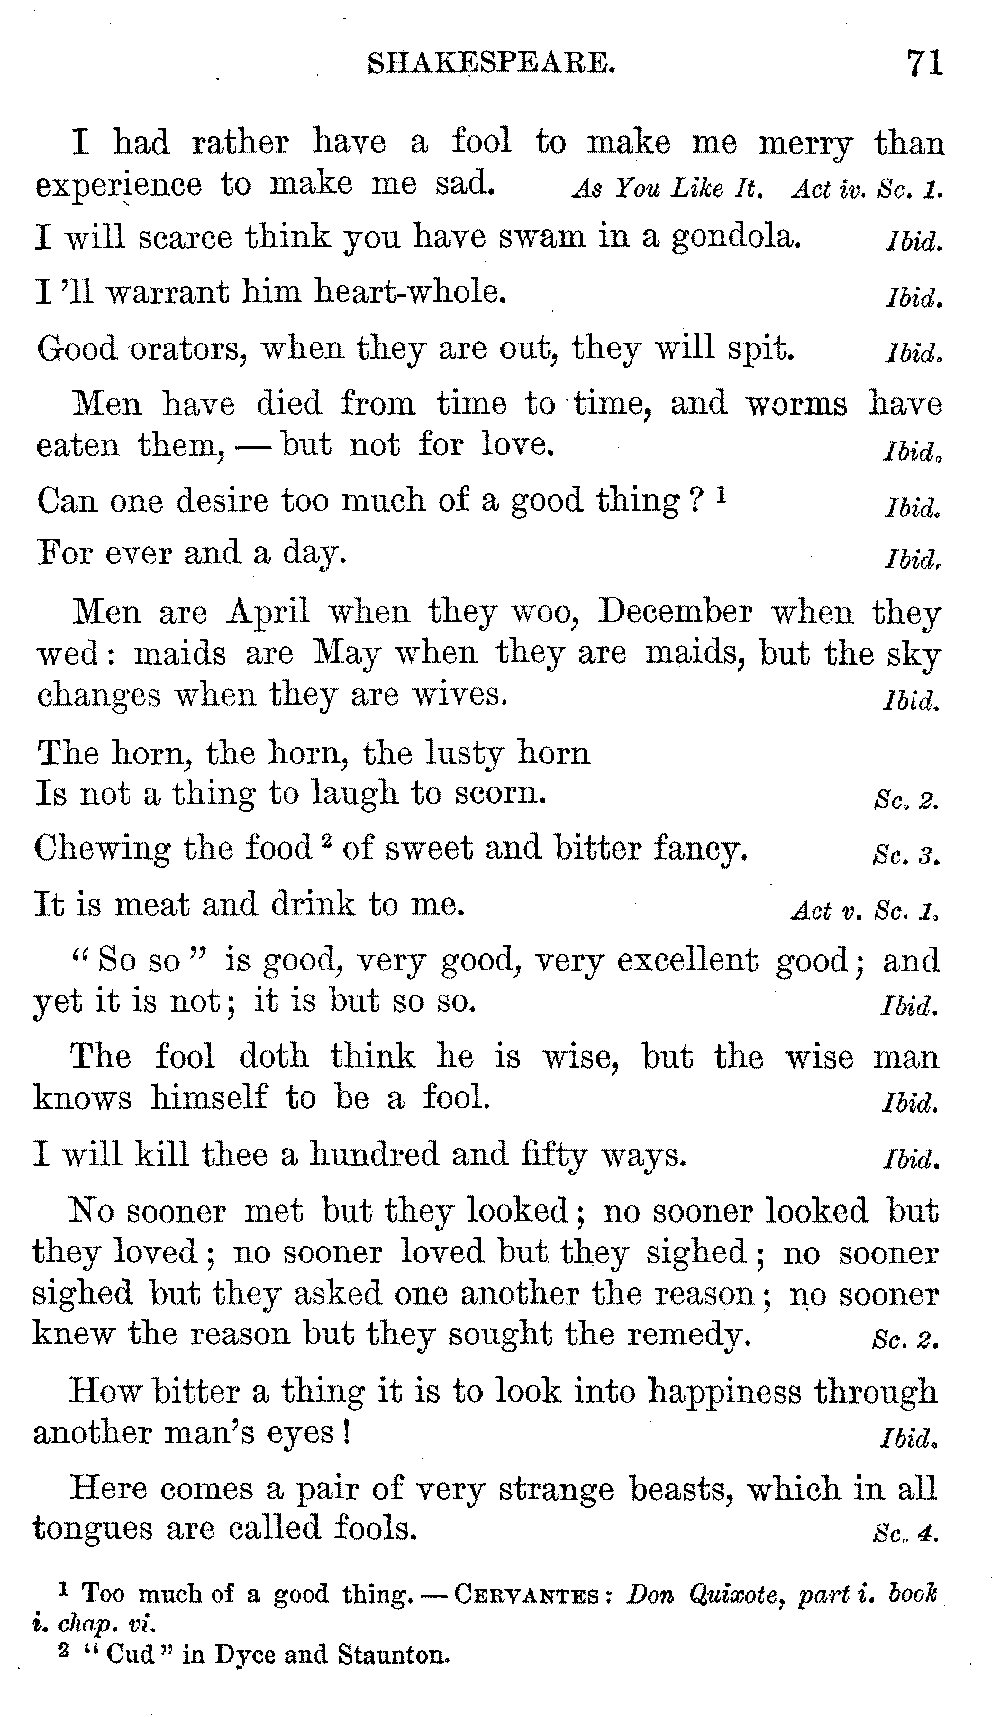 SHAKESPEARE. 71
I had rather have a fool to make me merry than
experience to make me sad. As You Like It. Act iv. Sc. 1.
I will scarce think you have swam in a gondola. Ibid.
I 'll warrant him heart-whole. Ibid.
Good orators, when they are out, they will spit. Ibid.
Men have died from time to time, and worms have
eaten them, — but not for love. Ibid.
Can one desire too much of a good thing ? 1 Ibid.
For ever and a day. Ibid.
Men are April when they woo, December when they
wed : maids are May when they are maids, but the sky
changes when they are wives. Ibid.
The horn, the horn, the lusty horn
Is not a thing to laugh to scorn. Sc. 2.
Chewing the food 2 of sweet and bitter fancy. Sc. 3.
It is meat and drink to me. Act v. Sc. 1.
" So so " is good, very good, very excellent good ; and
yet it is not ; it is but so so. Ibid.
The fool doth think he is wise, but the wise man
knows himself to be a fool. Ibid.
I will kill thee a hundred and fifty ways. Ibid.
No sooner met but they looked ; no sooner looked but
they loved ; no sooner loved but they sighed ; no sooner
sighed but they asked one another the reason ; no sooner
knew the reason but they sought the remedy. Sc. 2.
How bitter a thing it is to look into happiness through
another man's eyes ! Ibid.
Here comes a pair of very strange beasts, which in all
tongues are called fools. Sc. 4.
1 Too much of a good thing. — CERVANTES : Don Quixote, part i. book
i. chap. vi.
2 " Cud " in Dyce and Staunton.